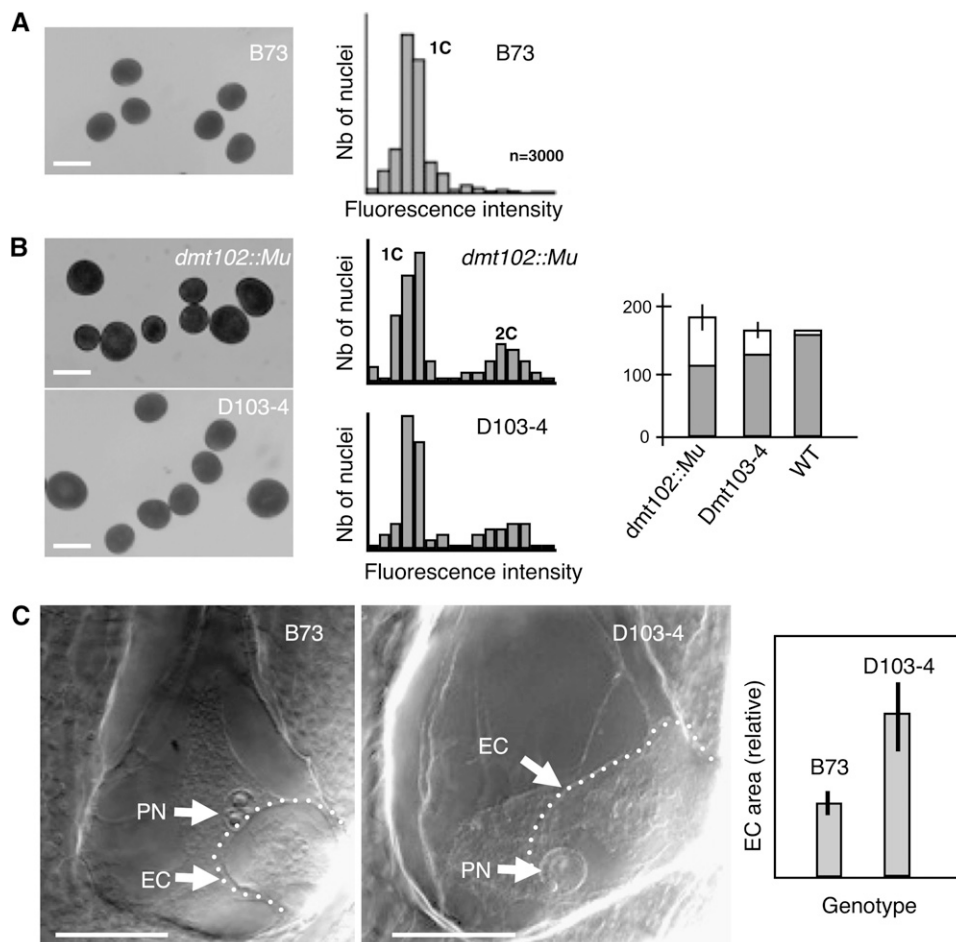 A
B73
Nb of nuclei
1C
B73
n=3000
Fluorescence intensity
B
dmt102::Mu
Nb of nuclei
1C
dmt102::Mu
2C
D103-4
Nb of nuclei
D103-4
Fluorescence intensity
200
100
0
dmt102::Mu
Dmt103-4
WT
C
B73
PN
EC
D103-4
EC
PN
EC area (relative)
B73
D103-4
Genotype